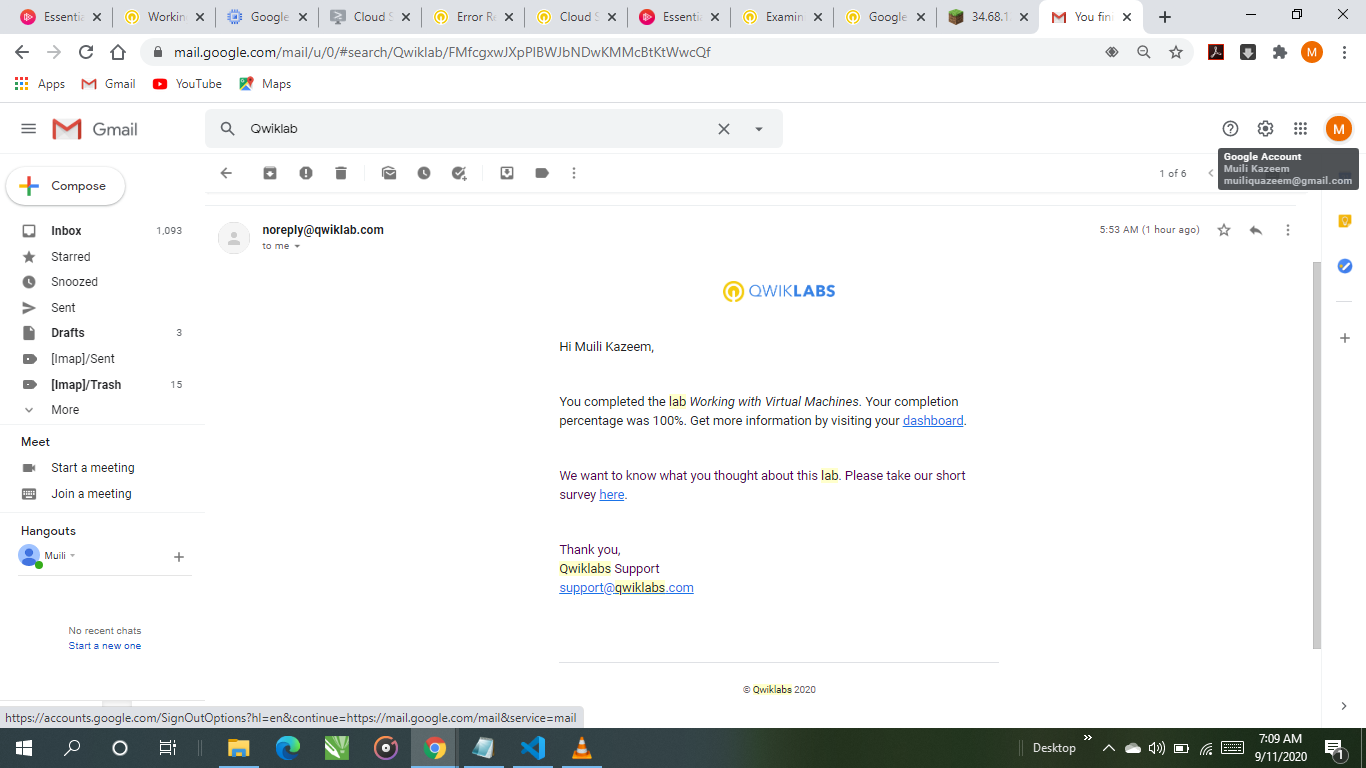 Essentia
Workin
Google
Cloud S
Error Re
Cloud S
Essentia
Examin
Google
34.68.1
You fini
mail.google.com/mail/u/0/#search/Qwiklab/FMfcgxwJXpPlBWJbNDwKMMcBtKtWwcQf
M
Apps
Gmail
YouTube
Maps
Gmail
Qwiklab
M
Google Account
Muili Kazeem
muiliquazeem@gmail.com
Compose
1 of 6
Inbox 1,093
Starred
Snoozed
Sent
Drafts 3
[Imap]/Sent
[Imap]/Trash 15
More
Meet
Start a meeting
Join a meeting
Hangouts
Muili
No recent chats
Start a new one
noreply@qwiklab.com
to me
5:53 AM (1 hour ago)
QWIKLABS
Hi Muili Kazeem,
You completed the lab Working with Virtual Machines. Your completion
percentage was 100%. Get more information by visiting your dashboard.
We want to know what you thought about this lab. Please take our short
survey here.
Thank you,
Qwiklabs Support
support@qwiklabs.com
© Qwiklabs 2020
https://accounts.google.com/SignOutOptions?hl=en&continue=https://mail.google.com/mail&service=mail
Desktop
7:09 AM
9/11/2020
1